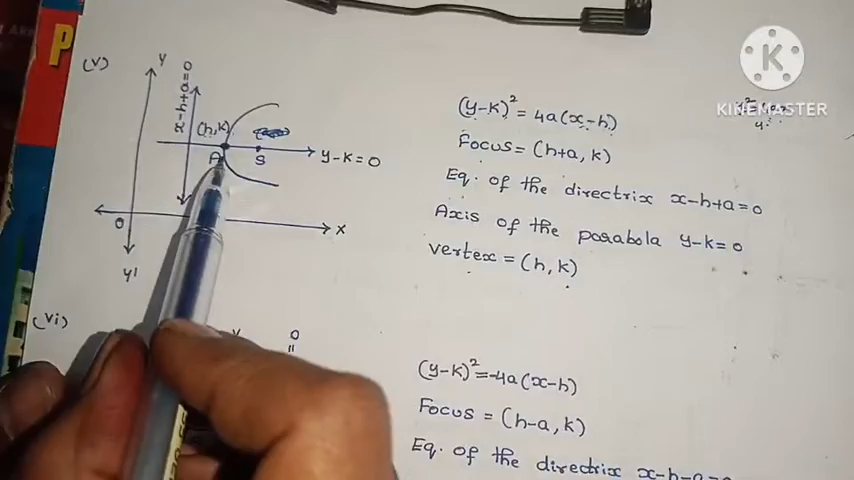 (v)
Y
x-h+a=0
(h,k)
A
S
y-k=0
O
X
Y'
(y-k)² = 4a(x-h)
Focus = (h+a, k)
Eq. of the directrix x-h+a=0
Axis of the parabola y-k=0
vertex = (h, k)
K
KINEMASTER
(vi)
(y-k)² = -4a(x-h)
Focus = (h-a, k)
Eq. of the directrix x-h-a=0